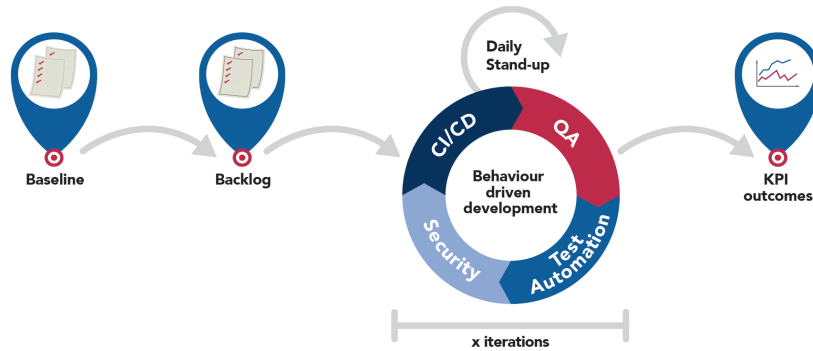 Daily
Stand-up
CI/CD
QA
Behaviour
driven
development
Security
Test
Automation
Baseline
Backlog
KPI
outcomes
x iterations